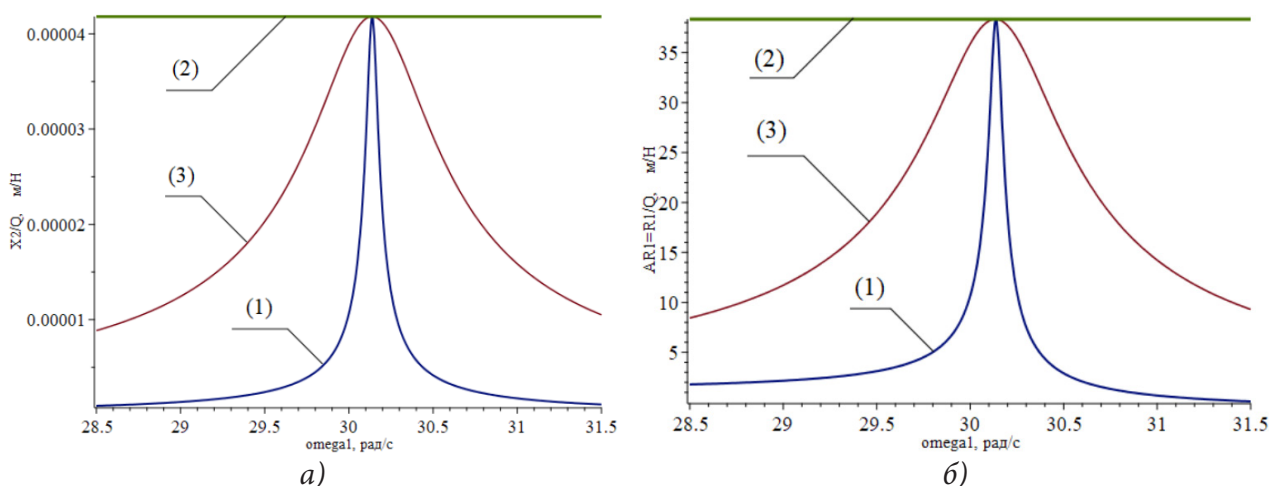 0.00004
0.00003
0.00002
0.00001
X2/Q, м/Н
(2)
(3)
(1)
28.5 29 29.5 30 30.5 31 31.5
omega1, рад/с
а)
35
30
25
20
15
10
5
AR1=R1/Q, м/Н
(2)
(3)
(1)
28.5 29 29.5 30 30.5 31 31.5
omega1, рад/с
б)